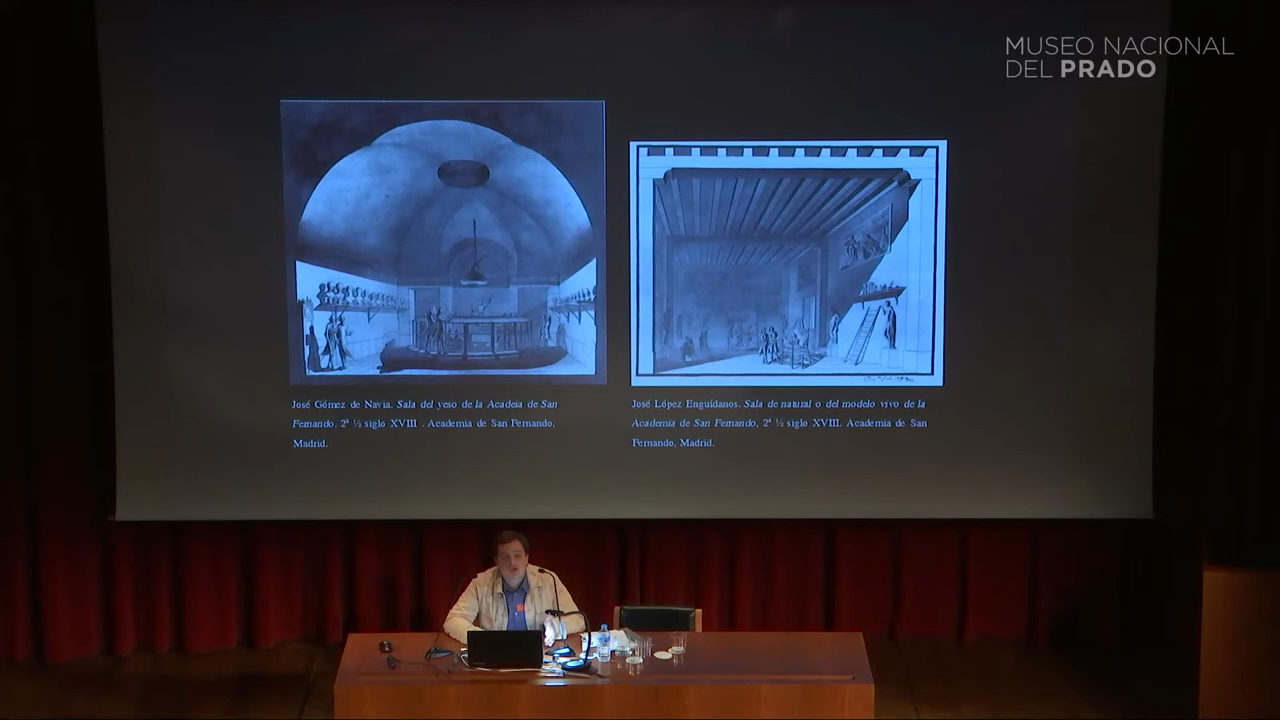 MUSEO NACIONAL
DEL PRADO
José Gómez de Navia. Sala del yeso de la Acadeia de San
Fernando, 2ª ½ siglo XVIII . Academia de San Fernando,
Madrid.
José López Enguídanos. Sala de natural o del modelo vivo de la
Academia de San Fernando, 2ª ½ siglo XVIII. Academia de San
Fernando, Madrid.